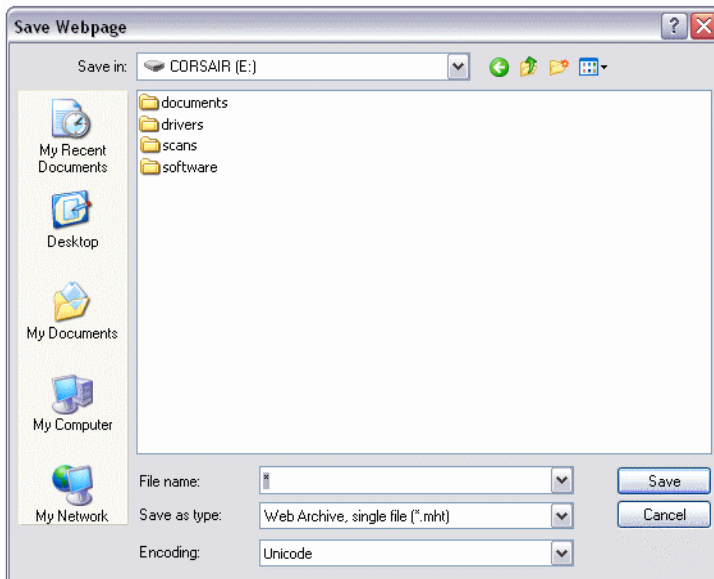 Save Webpage
Save in:
CORSAIR (E:)
My Recent
Documents
Desktop
My Documents
My Computer
My Network
documents
drivers
scans
software
File name:
*
Save
Save as type:
Web Archive, single file (*.mht)
Cancel
Encoding:
Unicode